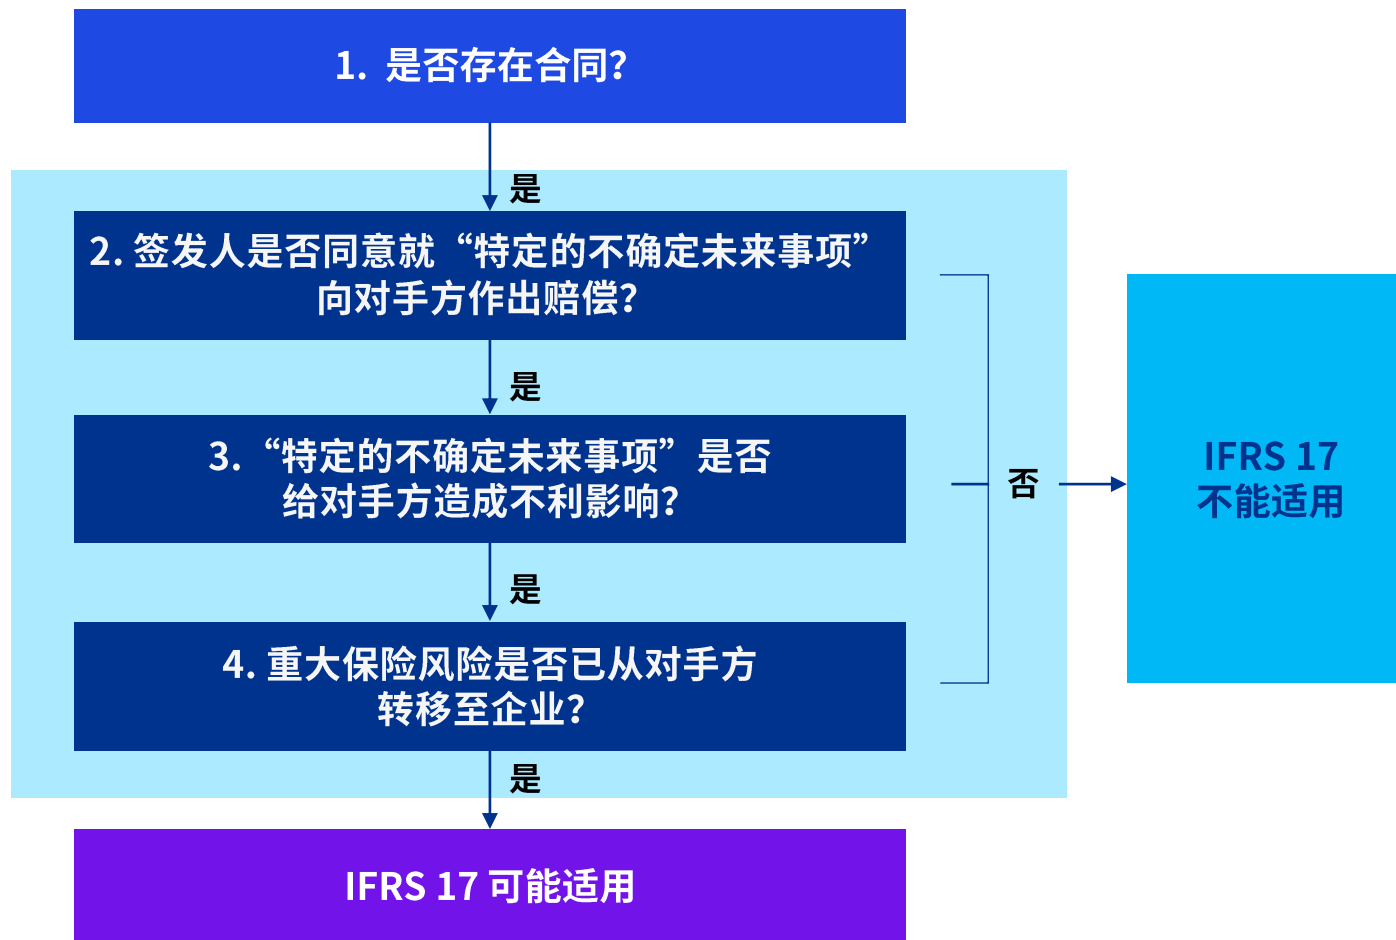 1. 是否存在合同?
是
2. 签发人是否同意就“特定的不确定未来事项”
向对手方作出赔偿?
是
3.“特定的不确定未来事项”是否
给对手方造成不利影响?
否
IFRS 17
不能适用
是
4. 重大保险风险是否已从对手方
转移至企业?
是
IFRS 17 可能适用